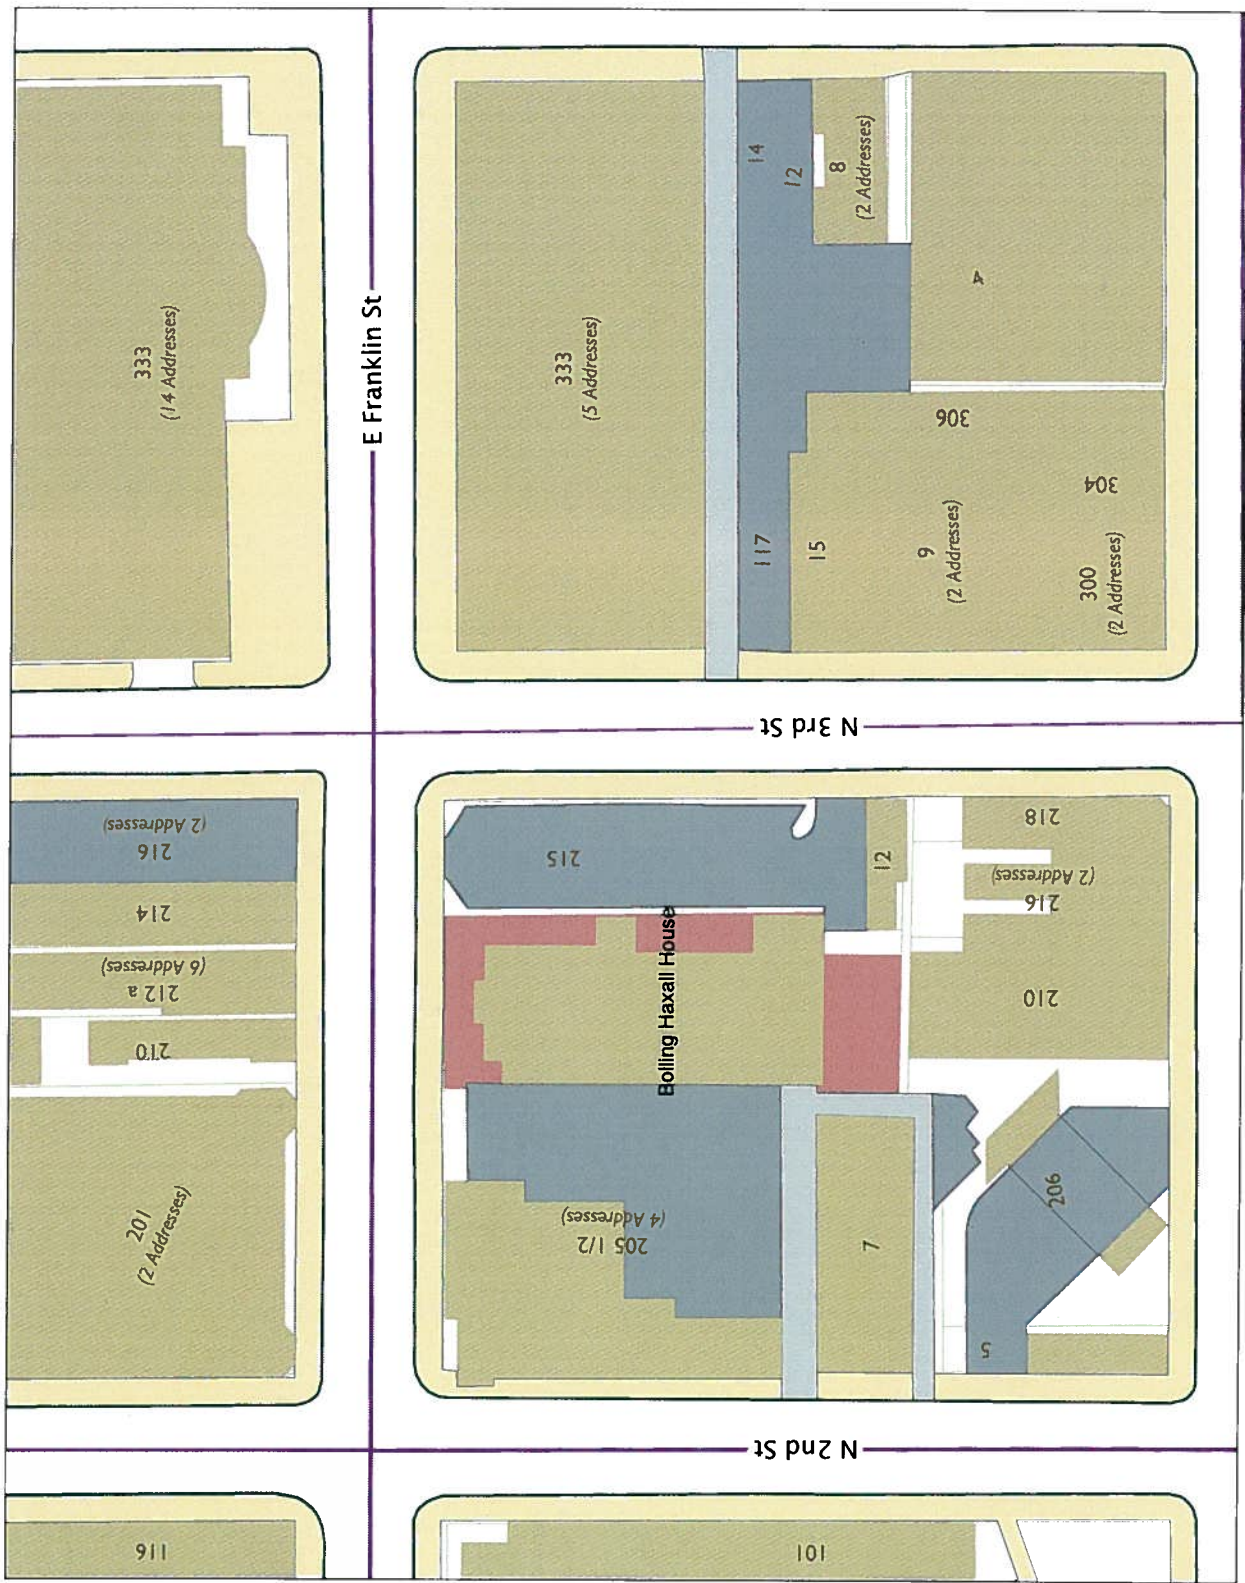 333
(14 Addresses)
E Franklin St
333
(5 Addresses)
14
12
8
(2 Addresses)
4
306
304
300
(2 Addresses)
9
(2 Addresses)
15
117
N 3rd St
216
(2 Addresses)
214
212 a
(6 Addresses)
210
201
(2 Addresses)
215
12
218
216
(2 Addresses)
210
Bolling Haxall House
205 1/2
(4 Addresses)
7
206
5
N 2nd St
116
101